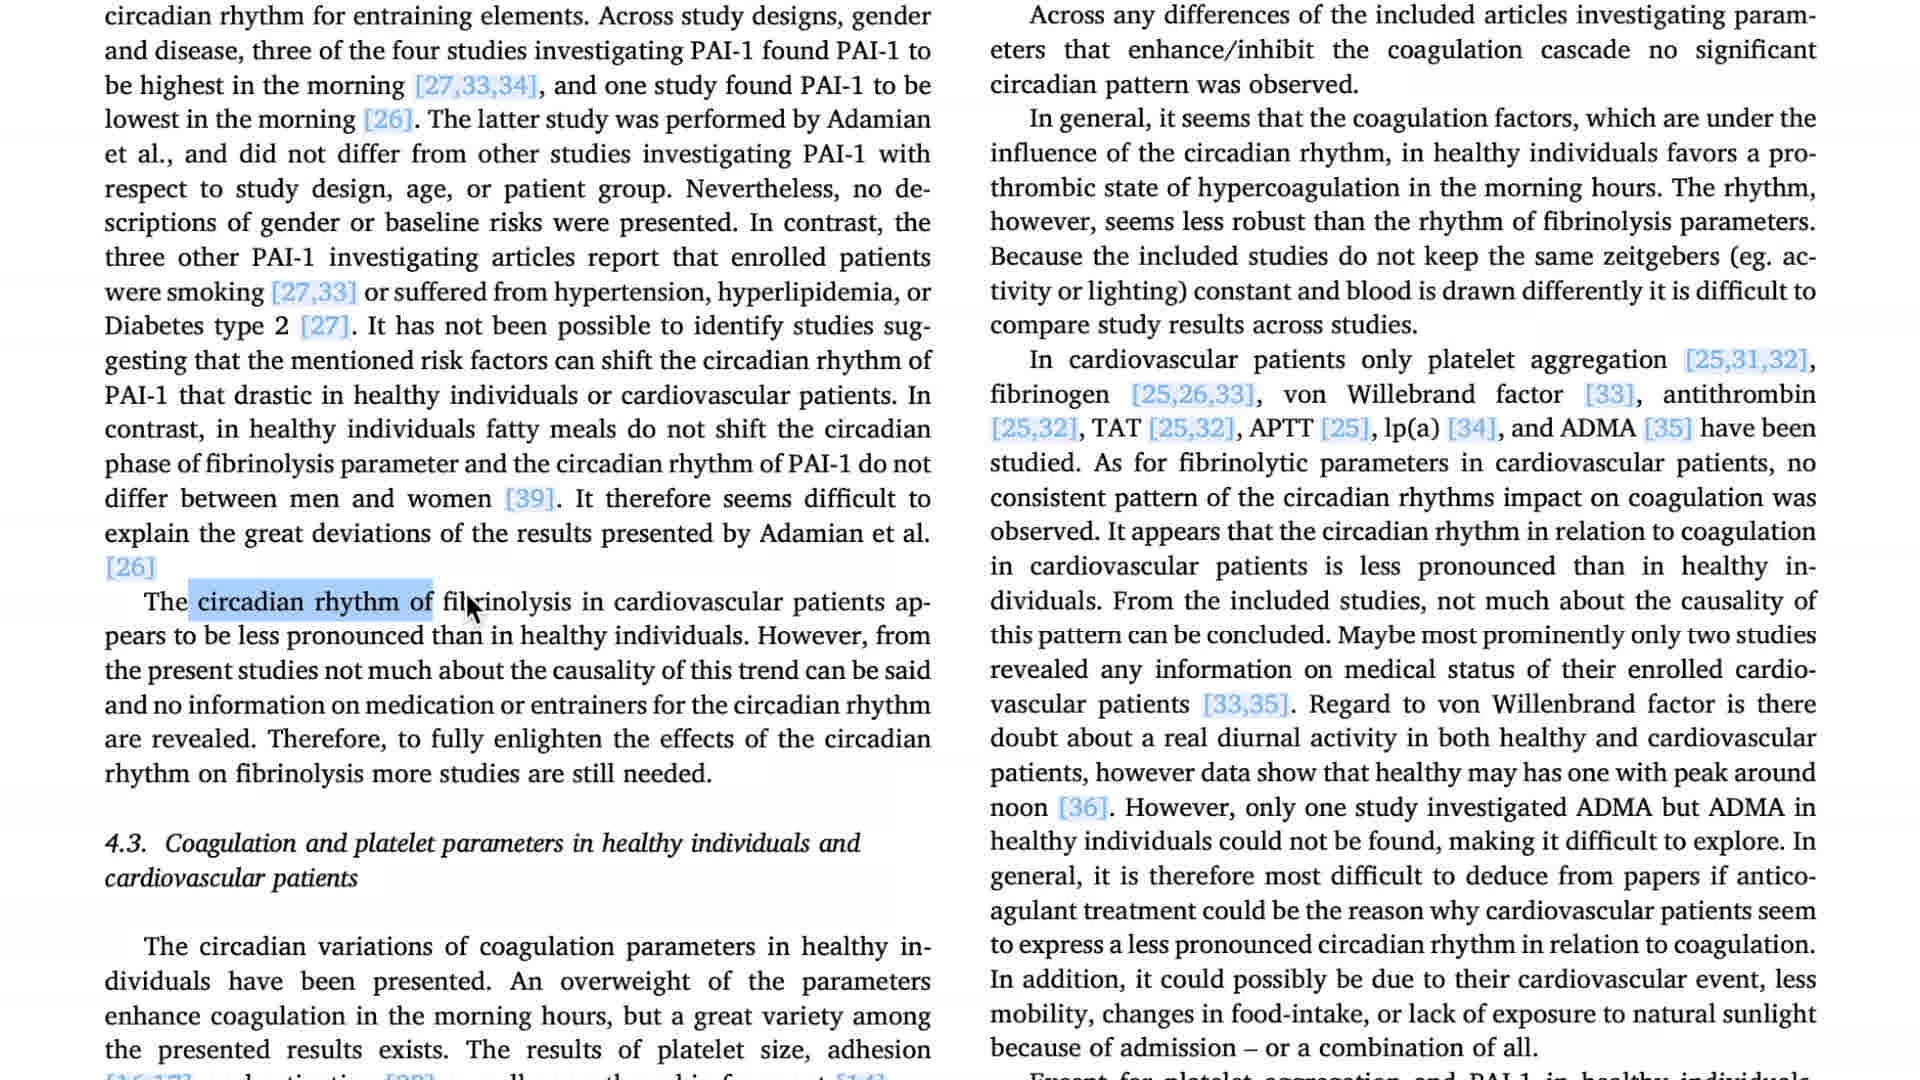 circadian rhythm for entraining elements. Across study designs, gender
and disease, three of the four studies investigating PAI-1 found PAI-1 to
be highest in the morning [27,33,34], and one study found PAI-1 to be
lowest in the morning [26]. The latter study was performed by Adamian
et al., and did not differ from other studies investigating PAI-1 with
respect to study design, age, or patient group. Nevertheless, no de-
scriptions of gender or baseline risks were presented. In contrast, the
three other PAI-1 investigating articles report that enrolled patients
were smoking [27,33] or suffered from hypertension, hyperlipidemia, or
Diabetes type 2 [27]. It has not been possible to identify studies sug-
gesting that the mentioned risk factors can shift the circadian rhythm of
PAI-1 that drastic in healthy individuals or cardiovascular patients. In
contrast, in healthy individuals fatty meals do not shift the circadian
phase of fibrinolysis parameter and the circadian rhythm of PAI-1 do not
differ between men and women [39]. It therefore seems difficult to
explain the great deviations of the results presented by Adamian et al.
[26]
The circadian rhythm of fibrinolysis in cardiovascular patients ap-
pears to be less pronounced than in healthy individuals. However, from
the present studies not much about the causality of this trend can be said
and no information on medication or entrainers for the circadian rhythm
are revealed. Therefore, to fully enlighten the effects of the circadian
rhythm on fibrinolysis more studies are still needed.
4.3. Coagulation and platelet parameters in healthy individuals and
cardiovascular patients
The circadian variations of coagulation parameters in healthy in-
dividuals have been presented. An overweight of the parameters
enhance coagulation in the morning hours, but a great variety among
the presented results exists. The results of platelet size, adhesion
Across any differences of the included articles investigating param-
eters that enhance/inhibit the coagulation cascade no significant
circadian pattern was observed.
In general, it seems that the coagulation factors, which are under the
influence of the circadian rhythm, in healthy individuals favors a pro-
thrombic state of hypercoagulation in the morning hours. The rhythm,
however, seems less robust than the rhythm of fibrinolysis parameters.
Because the included studies do not keep the same zeitgebers (eg. ac-
tivity or lighting) constant and blood is drawn differently it is difficult to
compare study results across studies.
In cardiovascular patients only platelet aggregation [25,31,32],
fibrinogen [25,26,33], von Willebrand factor [33], antithrombin
[25,32], TAT [25,32], APTT [25], lp(a) [34], and ADMA [35] have been
studied. As for fibrinolytic parameters in cardiovascular patients, no
consistent pattern of the circadian rhythms impact on coagulation was
observed. It appears that the circadian rhythm in relation to coagulation
in cardiovascular patients is less pronounced than in healthy in-
dividuals. From the included studies, not much about the causality of
this pattern can be concluded. Maybe most prominently only two studies
revealed any information on medical status of their enrolled cardio-
vascular patients [33,35]. Regard to von Willenbrand factor is there
doubt about a real diurnal activity in both healthy and cardiovascular
patients, however data show that healthy may has one with peak around
noon [36]. However, only one study investigated ADMA but ADMA in
healthy individuals could not be found, making it difficult to explore. In
general, it is therefore most difficult to deduce from papers if antico-
agulant treatment could be the reason why cardiovascular patients seem
to express a less pronounced circadian rhythm in relation to coagulation.
In addition, it could possibly be due to their cardiovascular event, less
mobility, changes in food-intake, or lack of exposure to natural sunlight
because of admission – or a combination of all.
Except for platelet aggregation and PAI-1 in healthy individuals,